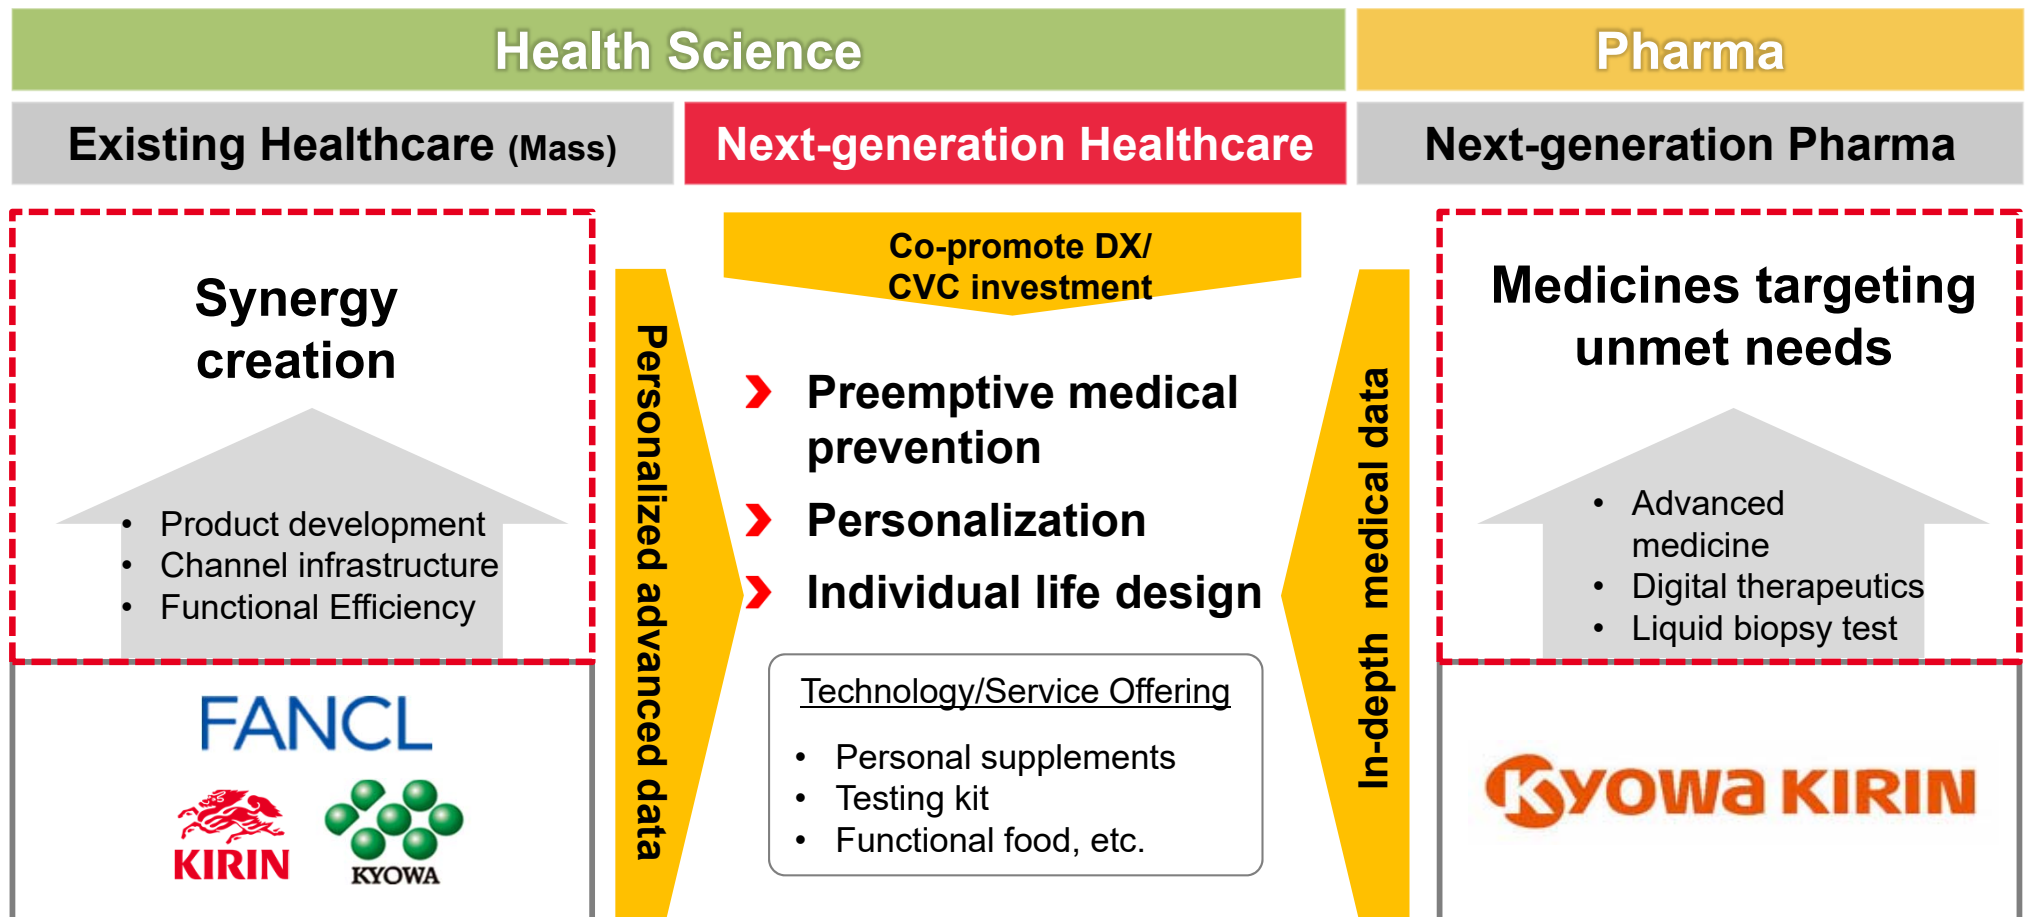 Health Science
Pharma
Existing Healthcare (Mass)
Next-generation Healthcare
Next-generation Pharma
Synergy
creation
• Product development
• Channel infrastructure
• Functional Efficiency
FANCL
KIRIN
KYOWA
Personalized advanced data
Co-promote DX/
CVC investment
Preemptive medical
prevention
Personalization
Individual life design
Technology/Service Offering
• Personal supplements
• Testing kit
• Functional food, etc.
In-depth medical data
Medicines targeting
unmet needs
• Advanced
medicine
• Digital therapeutics
• Liquid biopsy test
KYOWA KIRIN